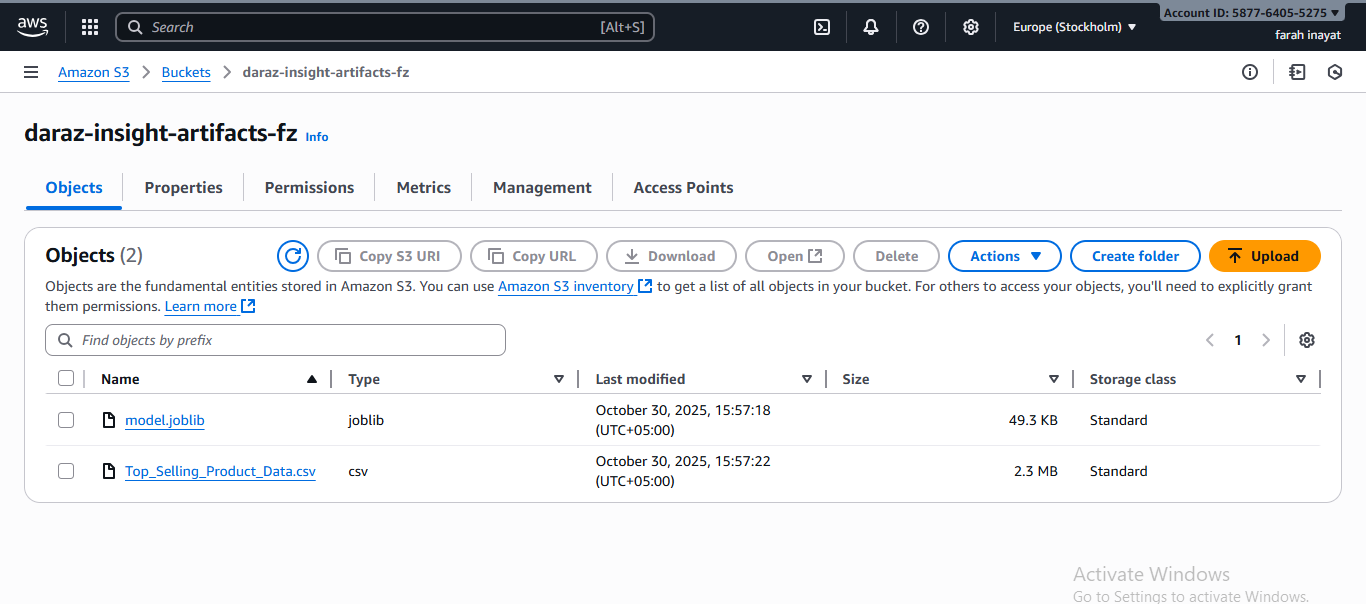 aws
Search [Alt+S]
Europe (Stockholm)
Account ID: 5877-6405-5275
farah inayat
Amazon S3 > Buckets > daraz-insight-artifacts-fz
daraz-insight-artifacts-fz Info
Objects Properties Permissions Metrics Management Access Points
Objects (2)
Copy S3 URI Copy URL Download Open Delete Actions Create folder Upload
Objects are the fundamental entities stored in Amazon S3. You can use Amazon S3 inventory to get a list of all objects in your bucket. For others to access your objects, you'll need to explicitly grant
them permissions. Learn more
Find objects by prefix
1
Name Type Last modified Size Storage class
model.joblib joblib October 30, 2025, 15:57:18 (UTC+05:00) 49.3 KB Standard
Top_Selling_Product_Data.csv csv October 30, 2025, 15:57:22 (UTC+05:00) 2.3 MB Standard
Activate Windows
Go to Settings to activate Windows.